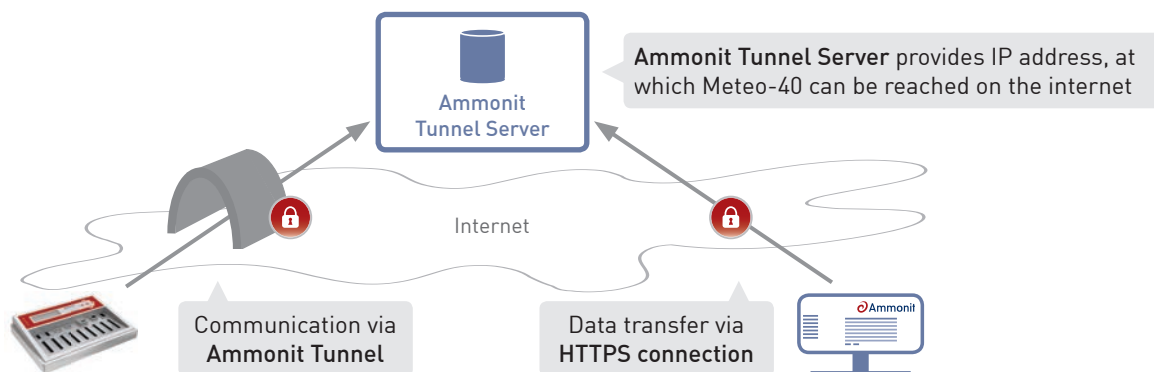 Ammonit
Tunnel Server
Ammonit Tunnel Server provides IP address, at
which Meteo-40 can be reached on the internet
Internet
Communication via
Ammonit Tunnel
Data transfer via
HTTPS connection
Ammonit